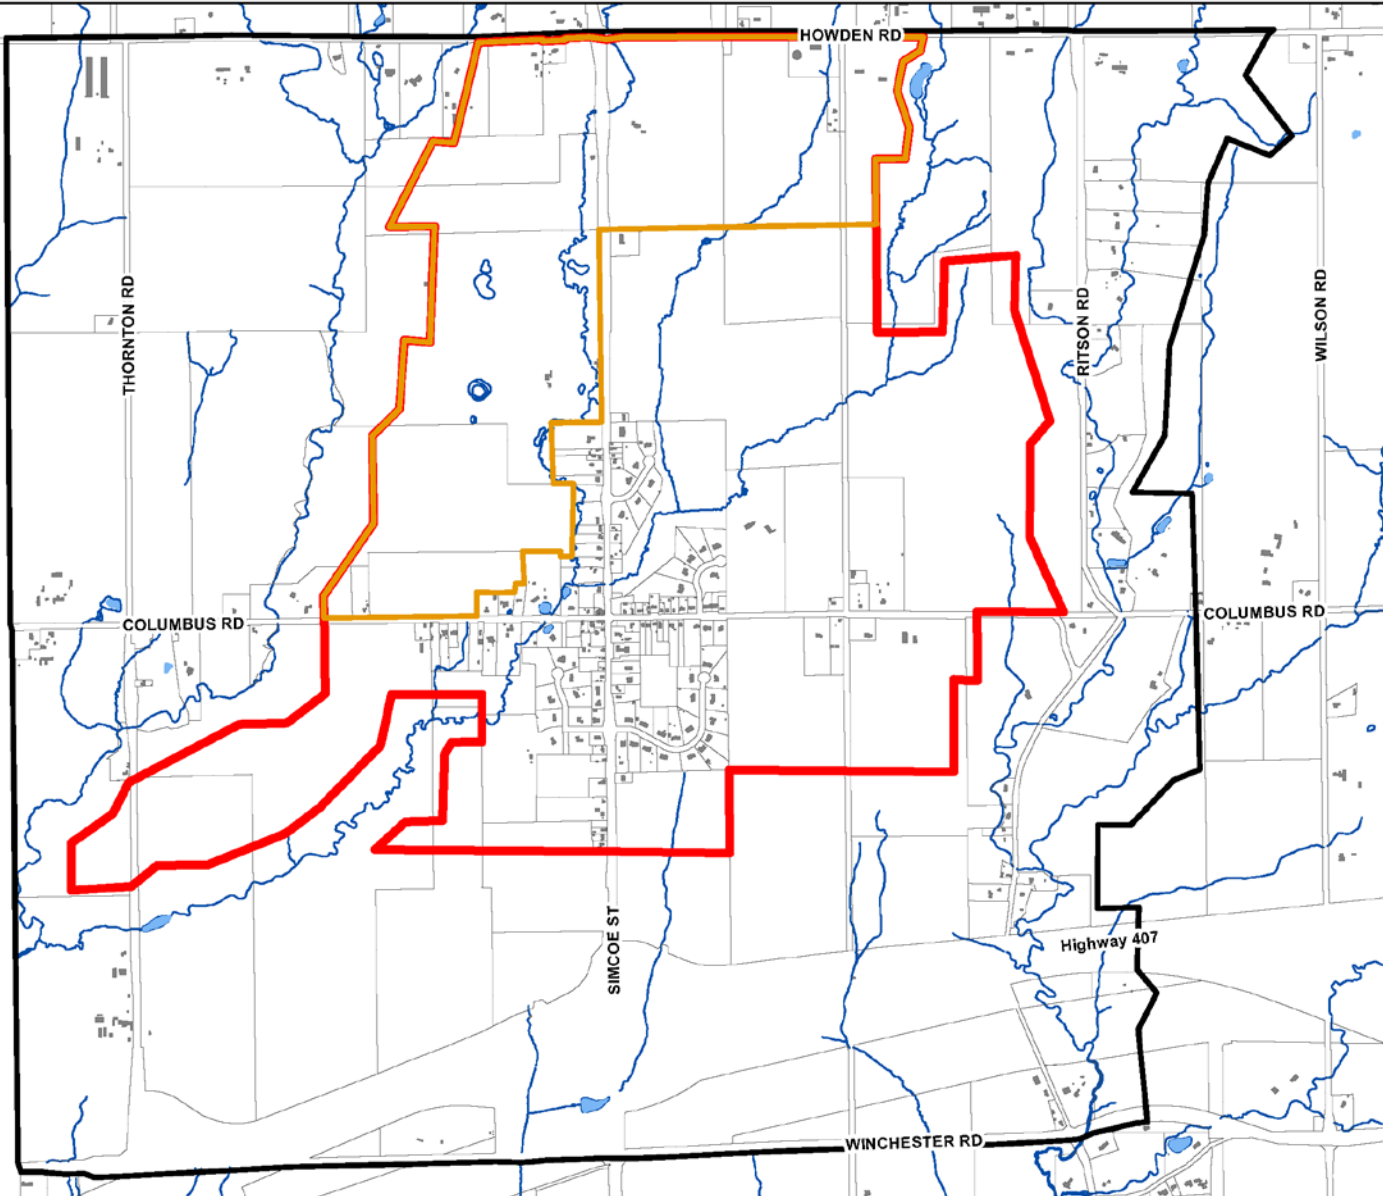 HOWDEN RD
THORNTON RD
RITSON RD
WILSON RD
COLUMBUS RD
COLUMBUS RD
SIMCOE ST
Highway 407
WINCHESTER RD